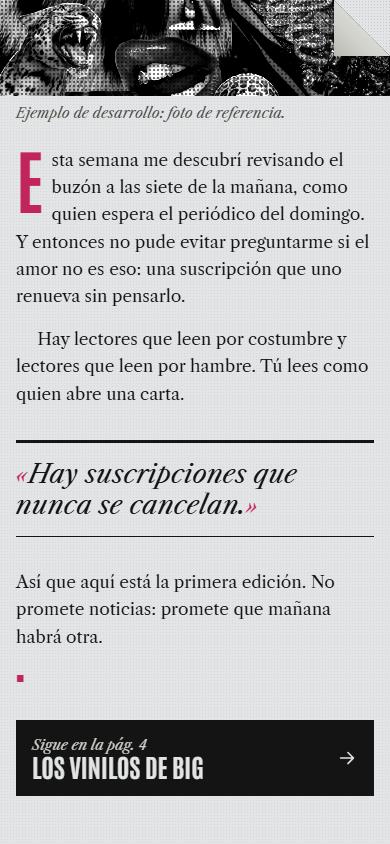 Ejemplo de desarrollo: foto de referencia.
Esta semana me descubrí revisando el
buzón a las siete de la mañana, como
quien espera el periódico del domingo.
Y entonces no pude evitar preguntarme si el
amor no es eso: una suscripción que uno
renueva sin pensarlo.
Hay lectores que leen por costumbre y
lectores que leen por hambre. Tú lees como
quien abre una carta.
«Hay suscripciones que
nunca se cancelan.»
Así que aquí está la primera edición. No
promete noticias: promete que mañana
habrá otra.
Sigue en la pág. 4
LOS VINILOS DE BIG →